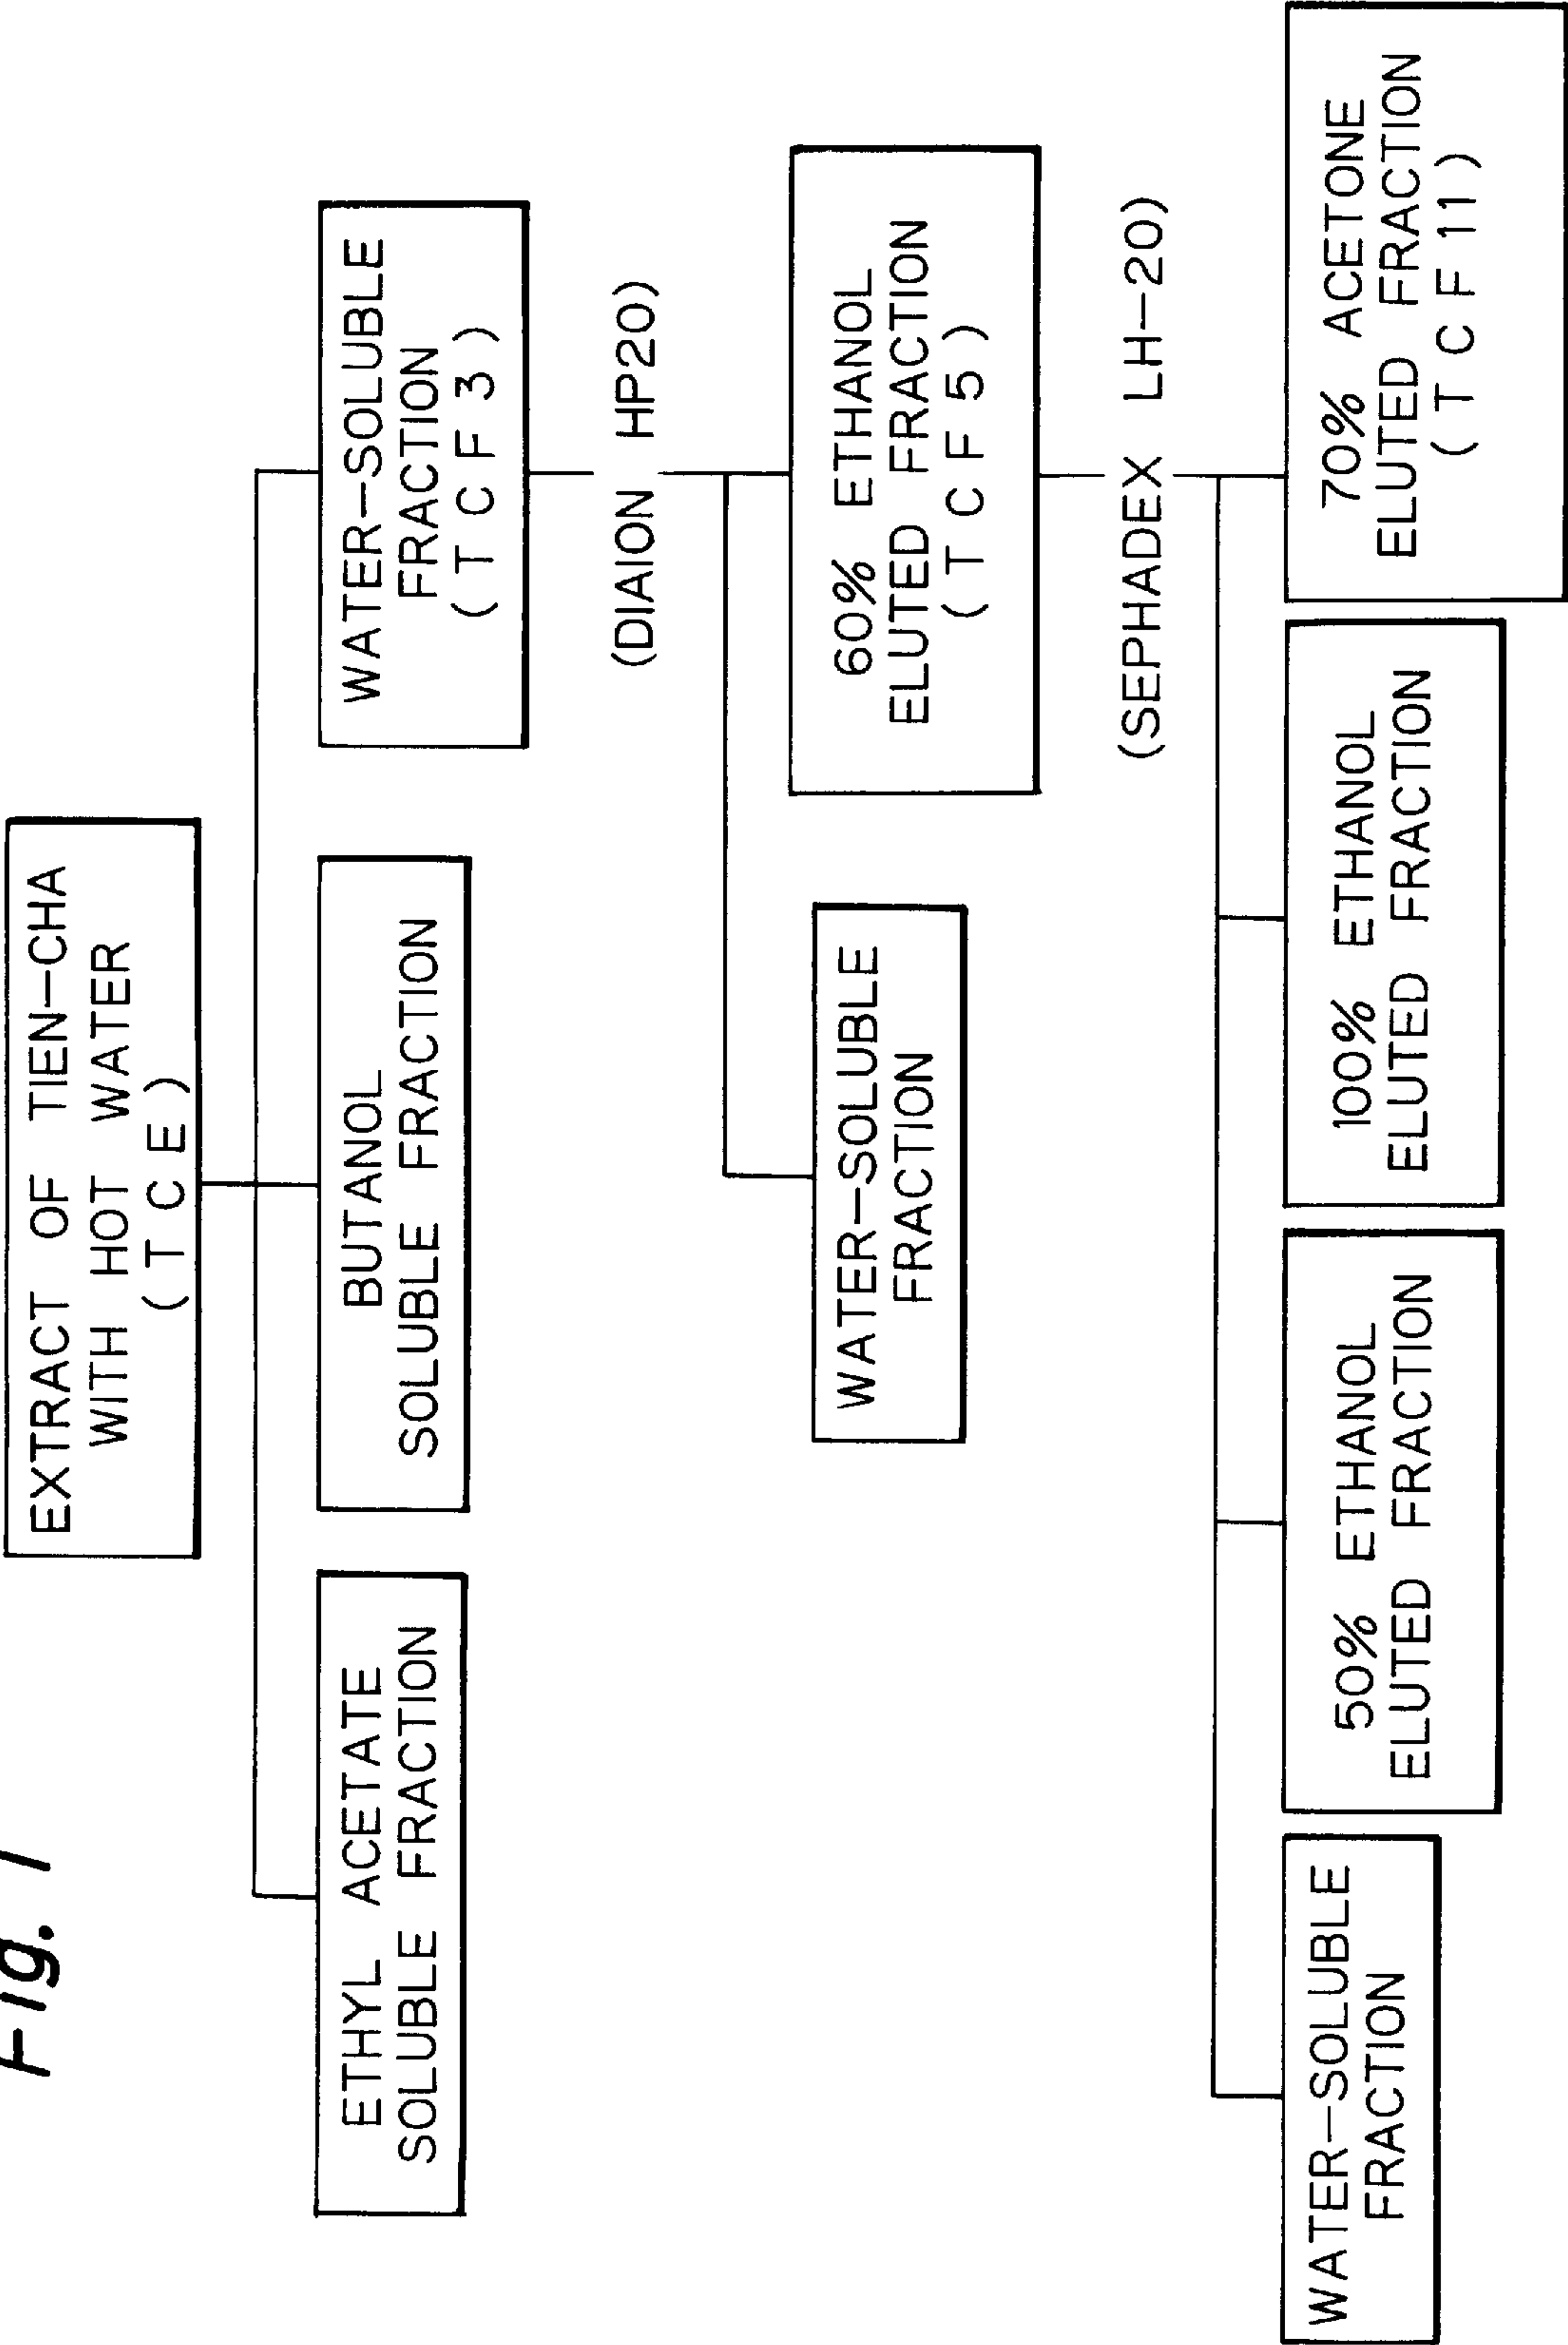 Fig. 1
EXTRACT OF TIEN-CHA
WITH HOT WATER
(TCE)
ETHYL ACETATE
SOLUBLE FRACTION
BUTANOL
SOLUBLE FRACTION
WATER-SOLUBLE
FRACTION
(TCF3)
(DIAION HP20)
WATER-SOLUBLE
FRACTION
60% ETHANOL
ELUTED FRACTION
(TCF5)
(SEPHADEX LH-20)
WATER-SOLUBLE
FRACTION
50% ETHANOL
ELUTED FRACTION
100% ETHANOL
ELUTED FRACTION
70% ACETONE
ELUTED FRACTION
(TCF11)